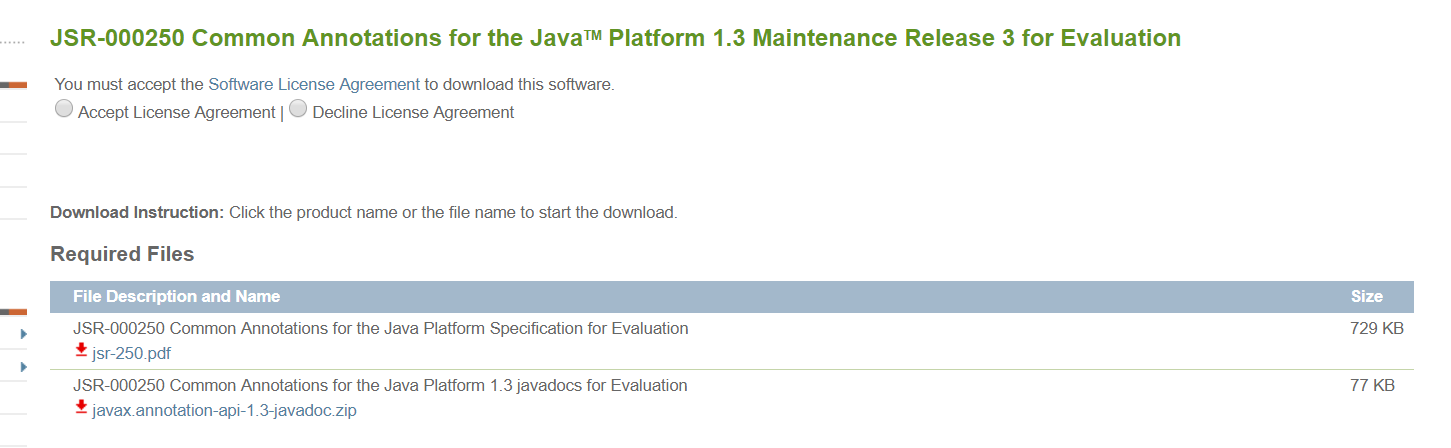 JSR-000250 Common Annotations for the Java™ Platform 1.3 Maintenance Release 3 for Evaluation
You must accept the Software License Agreement to download this software.
Accept License Agreement | Decline License Agreement
Download Instruction: Click the product name or the file name to start the download.
Required Files
File Description and Name Size
JSR-000250 Common Annotations for the Java Platform Specification for Evaluation 729 KB
jsr-250.pdf
JSR-000250 Common Annotations for the Java Platform 1.3 javadocs for Evaluation 77 KB
javax.annotation-api-1.3-javadoc.zip